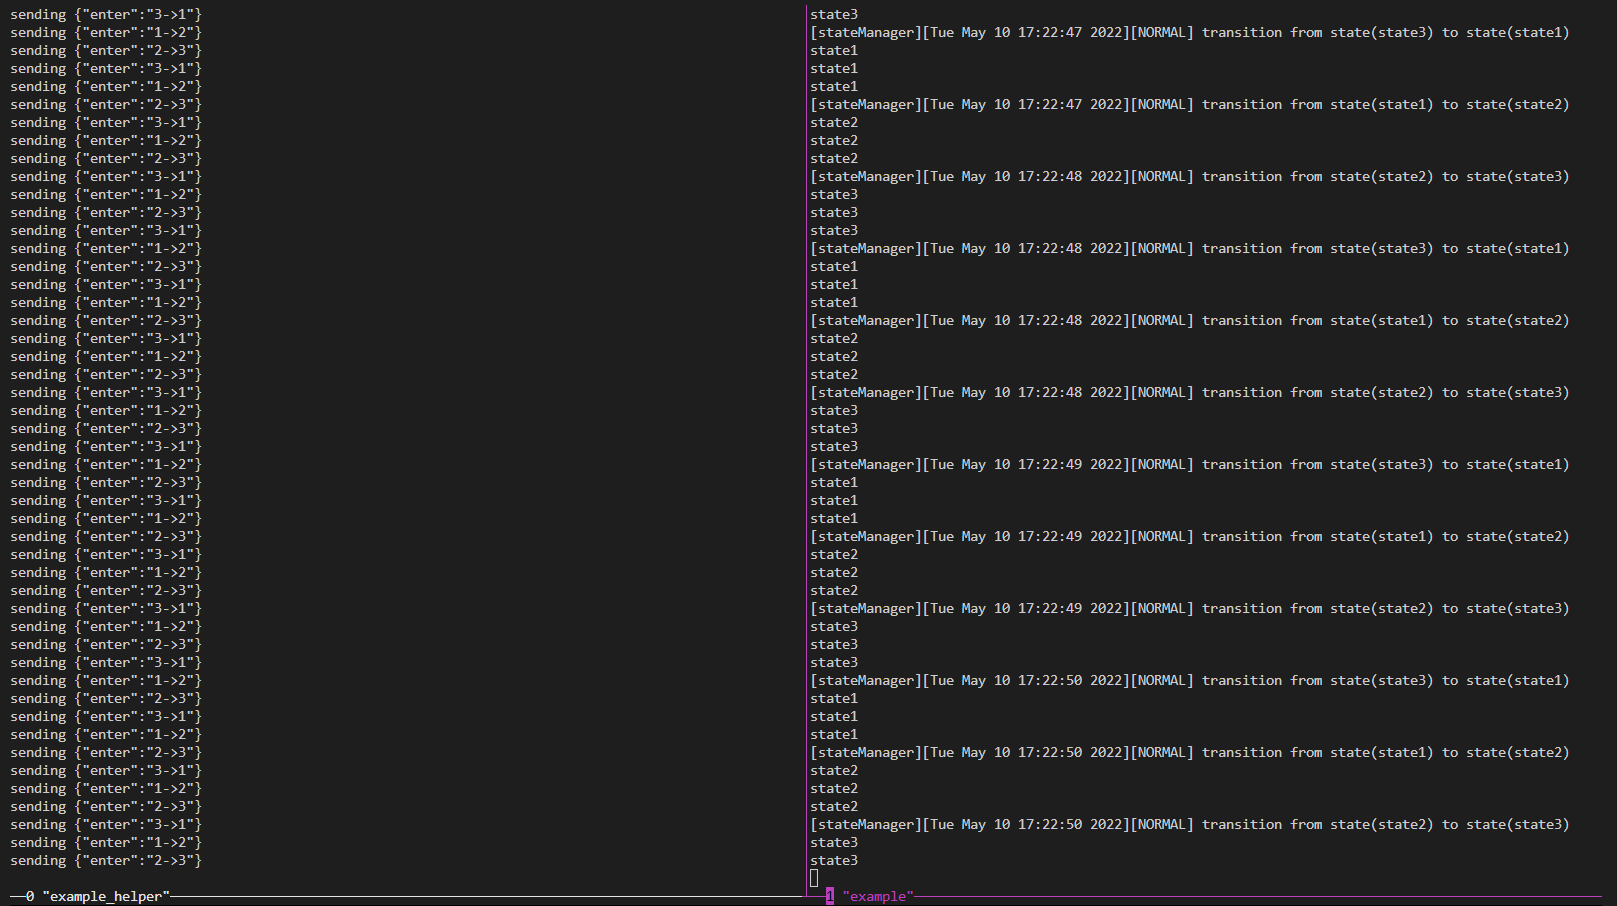 sending {"enter":"3->1"}
sending {"enter":"1->2"}
sending {"enter":"2->3"}
sending {"enter":"3->1"}
sending {"enter":"1->2"}
sending {"enter":"2->3"}
sending {"enter":"3->1"}
sending {"enter":"1->2"}
sending {"enter":"2->3"}
sending {"enter":"3->1"}
sending {"enter":"1->2"}
sending {"enter":"2->3"}
sending {"enter":"3->1"}
sending {"enter":"1->2"}
sending {"enter":"2->3"}
sending {"enter":"3->1"}
sending {"enter":"1->2"}
sending {"enter":"2->3"}
sending {"enter":"3->1"}
sending {"enter":"1->2"}
sending {"enter":"2->3"}
sending {"enter":"3->1"}
sending {"enter":"1->2"}
sending {"enter":"2->3"}
sending {"enter":"3->1"}
sending {"enter":"1->2"}
sending {"enter":"2->3"}
sending {"enter":"3->1"}
sending {"enter":"1->2"}
sending {"enter":"2->3"}
sending {"enter":"3->1"}
sending {"enter":"1->2"}
sending {"enter":"2->3"}
sending {"enter":"3->1"}
sending {"enter":"1->2"}
sending {"enter":"2->3"}
sending {"enter":"3->1"}
sending {"enter":"1->2"}
sending {"enter":"2->3"}
sending {"enter":"3->1"}
sending {"enter":"1->2"}
sending {"enter":"2->3"}
sending {"enter":"3->1"}
sending {"enter":"1->2"}
sending {"enter":"2->3"}
sending {"enter":"3->1"}
sending {"enter":"1->2"}
sending {"enter":"2->3"}
0 "example_helper"
state3
[stateManager][Tue May 10 17:22:47 2022][NORMAL] transition from state(state3) to state(state1)
state1
state1
state1
[stateManager][Tue May 10 17:22:47 2022][NORMAL] transition from state(state1) to state(state2)
state2
state2
state2
[stateManager][Tue May 10 17:22:48 2022][NORMAL] transition from state(state2) to state(state3)
state3
state3
state3
[stateManager][Tue May 10 17:22:48 2022][NORMAL] transition from state(state3) to state(state1)
state1
state1
state1
[stateManager][Tue May 10 17:22:48 2022][NORMAL] transition from state(state1) to state(state2)
state2
state2
state2
[stateManager][Tue May 10 17:22:48 2022][NORMAL] transition from state(state2) to state(state3)
state3
state3
state3
[stateManager][Tue May 10 17:22:49 2022][NORMAL] transition from state(state3) to state(state1)
state1
state1
state1
[stateManager][Tue May 10 17:22:49 2022][NORMAL] transition from state(state1) to state(state2)
state2
state2
state2
[stateManager][Tue May 10 17:22:49 2022][NORMAL] transition from state(state2) to state(state3)
state3
state3
state3
[stateManager][Tue May 10 17:22:50 2022][NORMAL] transition from state(state3) to state(state1)
state1
state1
state1
[stateManager][Tue May 10 17:22:50 2022][NORMAL] transition from state(state1) to state(state2)
state2
state2
state2
[stateManager][Tue May 10 17:22:50 2022][NORMAL] transition from state(state2) to state(state3)
state3
state3
1 "example"